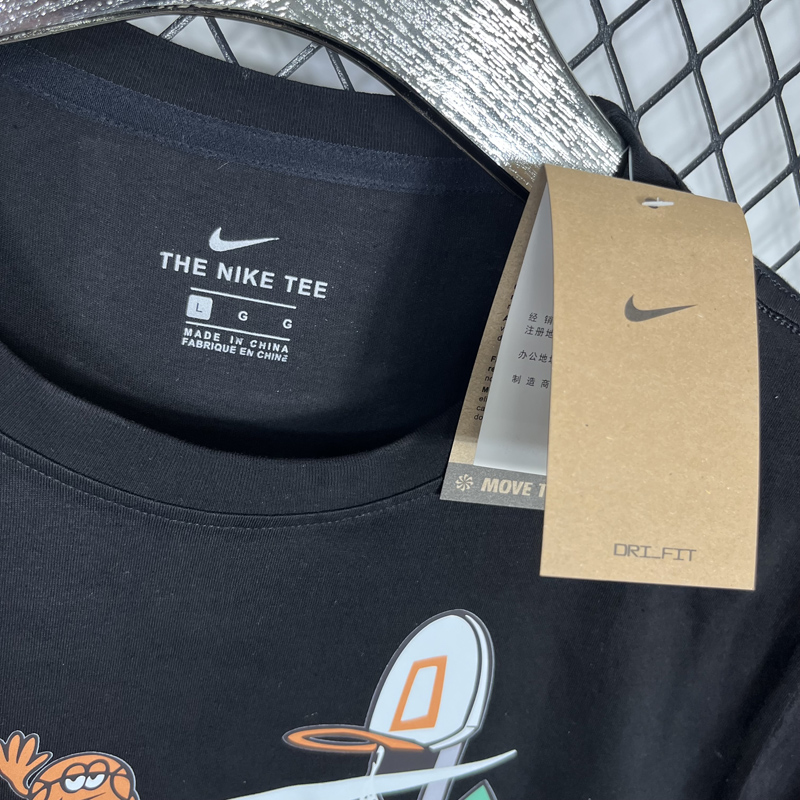 THE NIKE TEE
L G G
MADE IN CHINA
FABRIQUE EN CHINE
经 销
注册地
办公地址
制 造 商
MOVE T
DRI_FIT